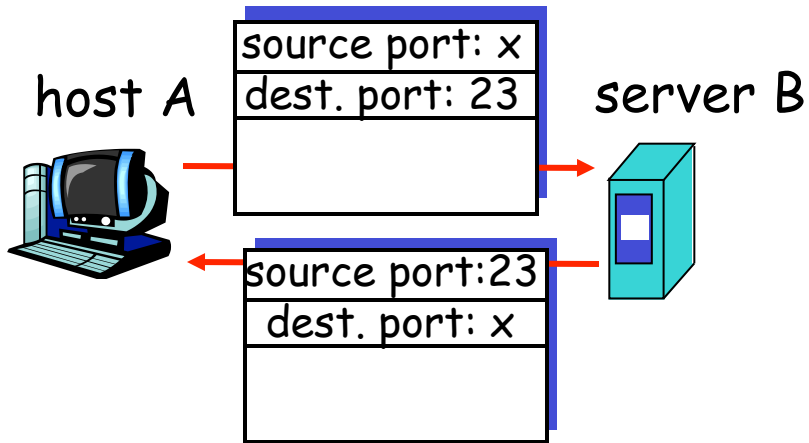 source port: x
dest. port: 23
host A
server B
source port:23
dest. port: x